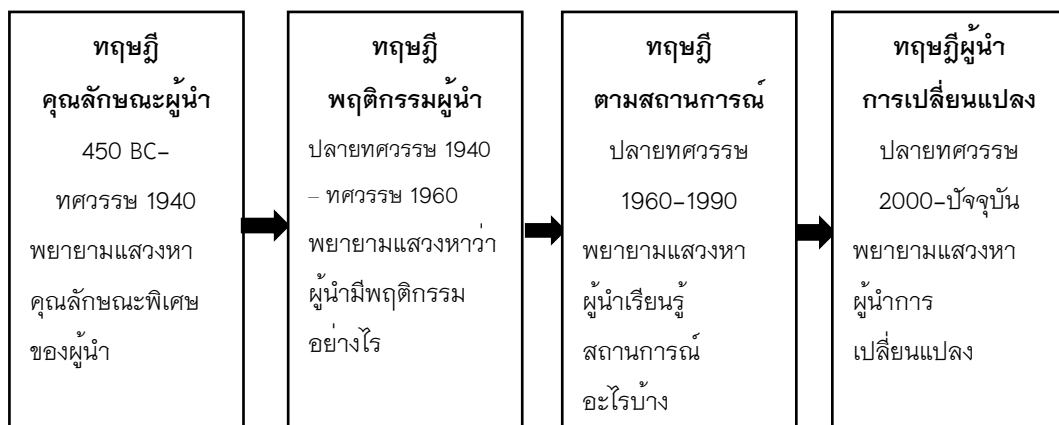 ทฤษฎี
คุณลักษณะผู้นำ
450 BC–
ทศวรรษ 1940
พยายามแสวงหา
คุณลักษณะพิเศษ
ของผู้นำ
ทฤษฎี
พฤติกรรมผู้นำ
ปลายทศวรรษ 1940
– ทศวรรษ 1960
พยายามแสวงหาว่า
ผู้นำมีพฤติกรรม
อย่างไร
ทฤษฎี
ตามสถานการณ์
ปลายทศวรรษ
1960–1990
พยายามแสวงหา
ผู้นำเรียนรู้
สถานการณ์
อะไรบ้าง
ทฤษฎีผู้นำ
การเปลี่ยนแปลง
ปลายทศวรรษ
2000–ปัจจุบัน
พยายามแสวงหา
ผู้นำการ
เปลี่ยนแปลง